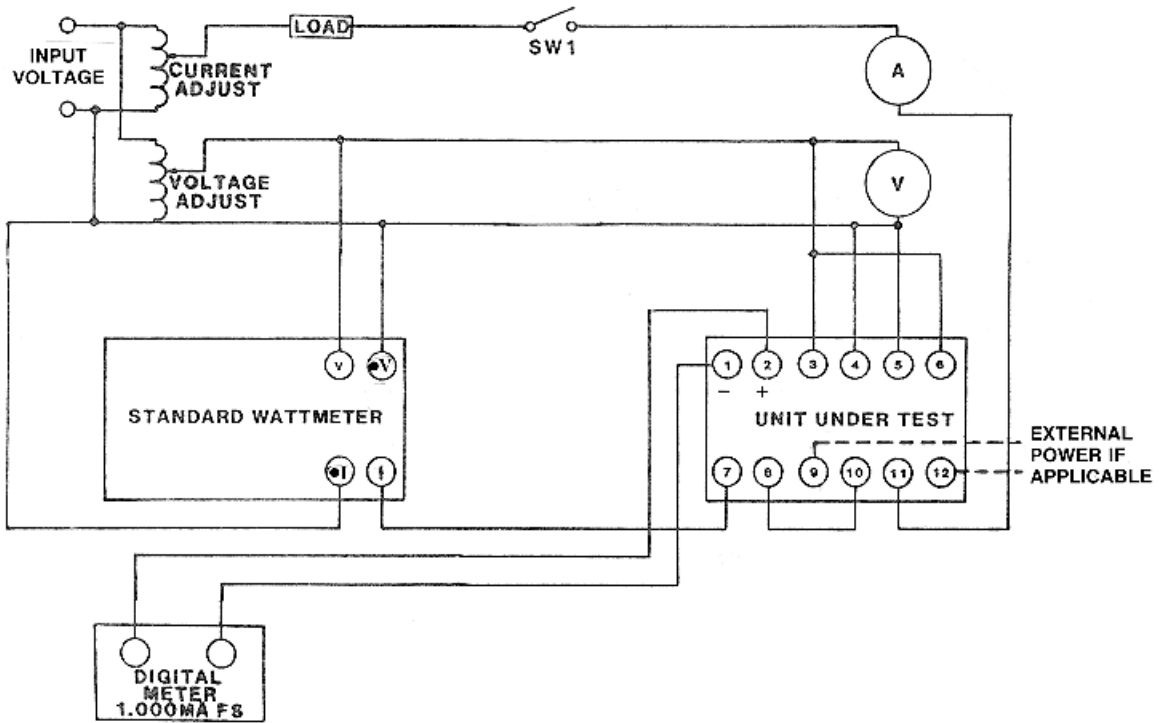 LOAD
SW1
INPUT
VOLTAGE
CURRENT
ADJUST
A
VOLTAGE
ADJUST
V
V
●V
1 2 3 4 5 6
− +
STANDARD WATTMETER
UNIT UNDER TEST
EXTERNAL
POWER IF
APPLICABLE
●I I
7 8 9 10 11 12
DIGITAL
METER
1.000MA FS